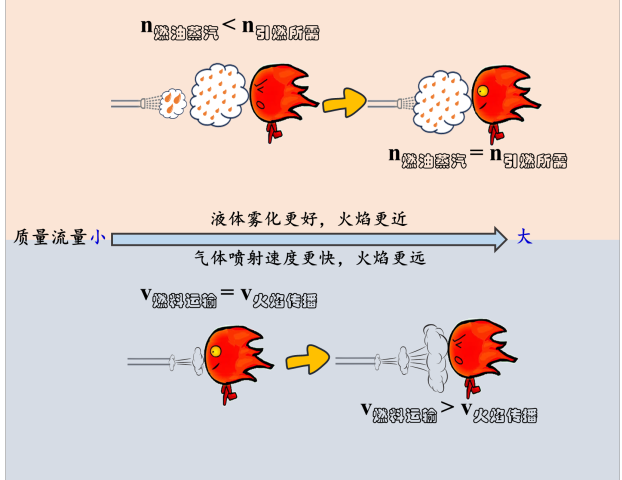 n燃油蒸汽 < n引燃所需
n燃油蒸汽 = n引燃所需
液体雾化更好，火焰更近
质量流量小 大
气体喷射速度更快，火焰更远
v燃料运输 = v火焰传播
v燃料运输 > v火焰传播